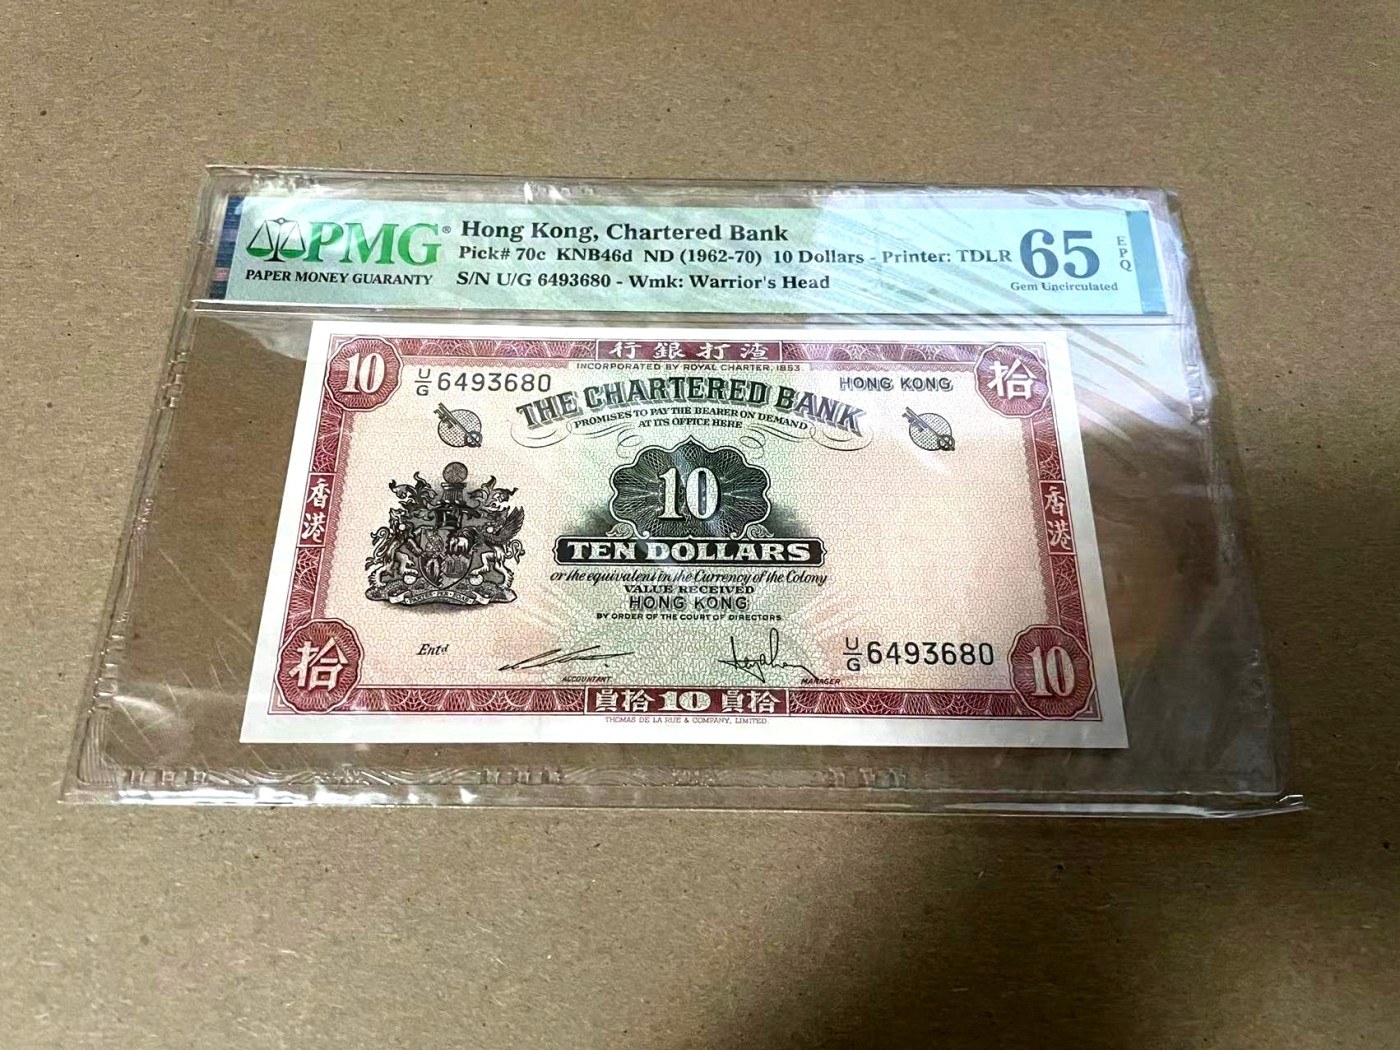 PMG®
PAPER MONEY GUARANTY
Hong Kong, Chartered Bank
Pick# 70c KNB46d ND (1962-70) 10 Dollars - Printer: TDLR
S/N U/G 6493680 - Wmk: Warrior's Head
65
EPQ
Gem Uncirculated
行銀打渣
INCORPORATED BY ROYAL CHARTER, 1853.
10
U/G 6493680
HONG KONG
拾
THE CHARTERED BANK
PROMISES TO PAY THE BEARER ON DEMAND
AT ITS OFFICE HERE
10
香港
香港
TEN DOLLARS
or the equivalent in the Currency of the Colony
VALUE RECEIVED
HONG KONG
BY ORDER OF THE COURT OF DIRECTORS
Entd
ACCOUNTANT
MANAGER
U/G 6493680
拾
10
員拾 10 員拾
THOMAS DE LA RUE & COMPANY, LIMITED.